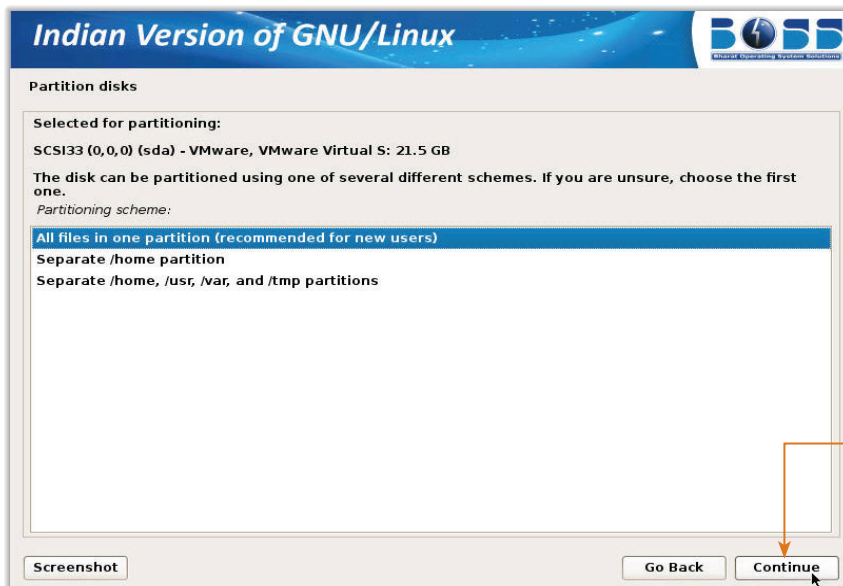 Indian Version of GNU/Linux
BOSS
Bharat Operating System Solutions
Partition disks
Selected for partitioning:
SCSI33 (0,0,0) (sda) - VMware, VMware Virtual S: 21.5 GB
The disk can be partitioned using one of several different schemes. If you are unsure, choose the first
one.
Partitioning scheme:
All files in one partition (recommended for new users)
Separate /home partition
Separate /home, /usr, /var, and /tmp partitions
Screenshot
Go Back
Continue